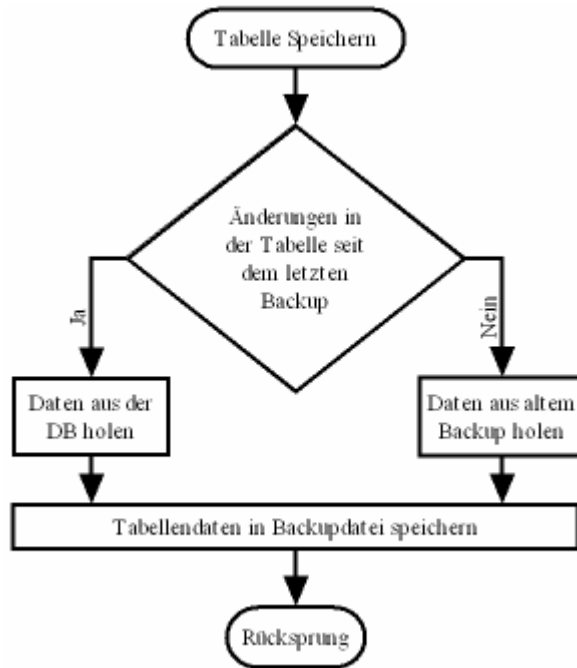 Tabelle Speichern
Änderungen in
der Tabelle seit
dem letzten
Backup
Ja
Nein
Daten aus der
DB holen
Daten aus altem
Backup holen
Tabellendaten in Backupdatei speichern
Rücksprung